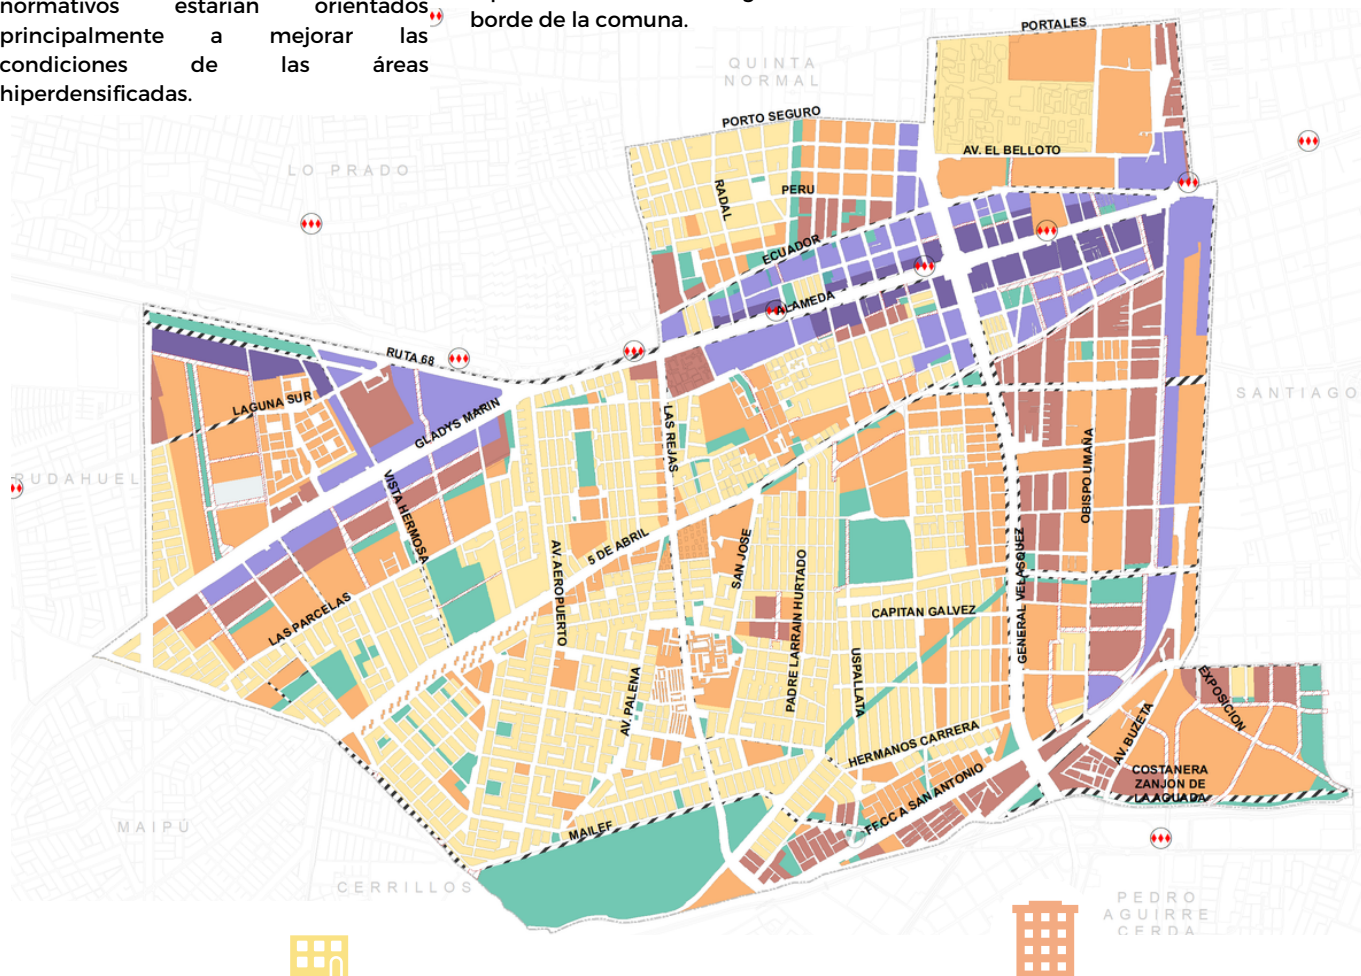 normativos estarían orientados
principalmente a mejorar las
condiciones de las áreas
hiperdensificadas.
borde de la comuna.
PORTALES
QUINTA
NORMAL
PORTO SEGURO
AV. EL BELLOTO
LO PRADO
RADAL
PERU
ECUADOR
ALAMEDA
RUTA 68
LAGUNA SUR
GLADYS MARIN
SANTIAGO
LAS REJAS
PUDAHUEL
VISTA HERMOSA
OBISPO UMAÑA
5 DE ABRIL
AV. AEROPUERTO
SAN JOSE
PADRE LARRAIN HURTADO
GENERAL VELASQUEZ
CAPITAN GALVEZ
LAS PARCELAS
USPALLATA
AV. PALENA
EXPOSICION
AV. BUZETA
HERMANOS CARRERA
COSTANERA
ZANJON DE
LA AGUADA
FFCC A SAN ANTONIO
MAILEF
MAIPÚ
CERRILLOS
PEDRO
AGUIRRE
CERDA